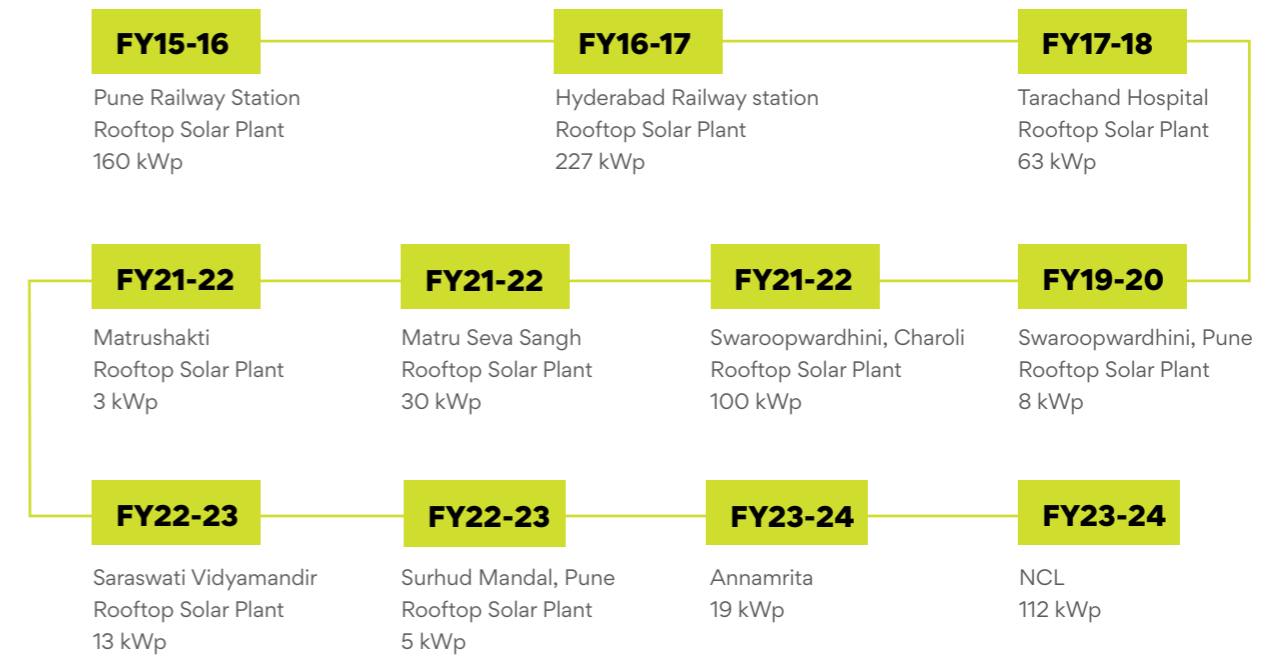 FY15-16
Pune Railway Station
Rooftop Solar Plant
160 kWp
FY16-17
Hyderabad Railway station
Rooftop Solar Plant
227 kWp
FY17-18
Tarachand Hospital
Rooftop Solar Plant
63 kWp
FY21-22
Matrushakti
Rooftop Solar Plant
3 kWp
FY21-22
Matru Seva Sangh
Rooftop Solar Plant
30 kWp
FY21-22
Swaroopwardhini, Charoli
Rooftop Solar Plant
100 kWp
FY19-20
Swaroopwardhini, Pune
Rooftop Solar Plant
8 kWp
FY22-23
Saraswati Vidyamandir
Rooftop Solar Plant
13 kWp
FY22-23
Surhud Mandal, Pune
Rooftop Solar Plant
5 kWp
FY23-24
Annamrita
19 kWp
FY23-24
NCL
112 kWp